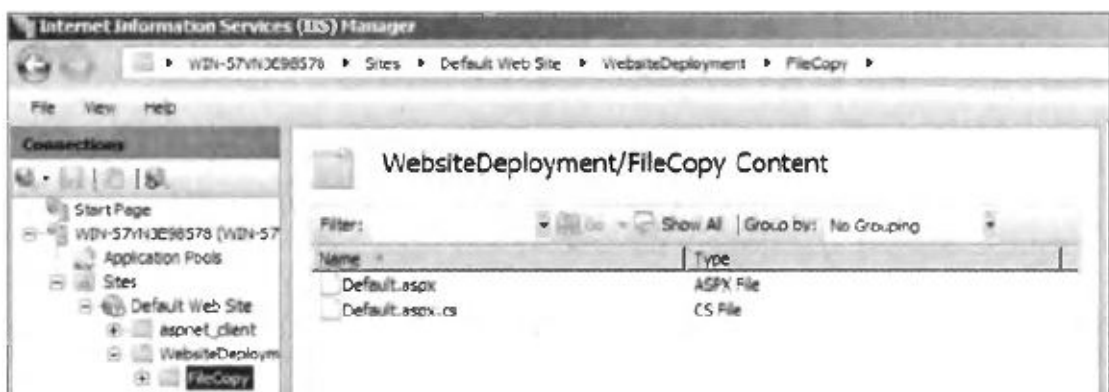 Internet Information Services (IIS) Manager
Sites Default Web Site WebsiteDeployment FileCopy
File View Help
Connections
WebsiteDeployment/FileCopy Content
Start Page
Filter: Go Show All Group by: No Grouping
Application Pools
Name Type
Sites
Default.aspx ASPX File
Default Web Site
Default.aspx.cs CS File
aspnet_client
WebsiteDeploym
FileCopy